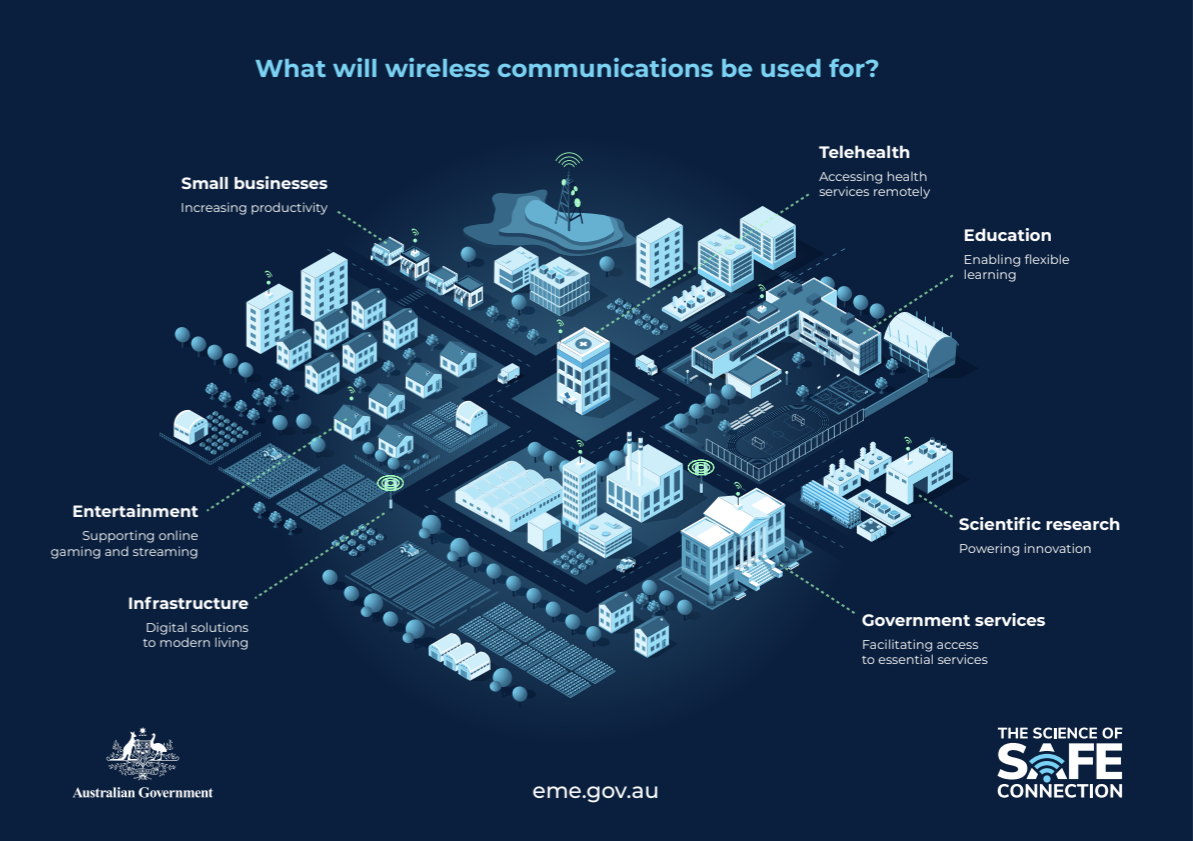 What will wireless communications be used for?
Small businesses
Increasing productivity
Telehealth
Accessing health
services remotely
Education
Enabling flexible
learning
Entertainment
Supporting online
gaming and streaming
Scientific research
Powering innovation
Infrastructure
Digital solutions
to modern living
Government services
Facilitating access
to essential services
Australian Government
eme.gov.au
THE SCIENCE OF
SAFE
CONNECTION